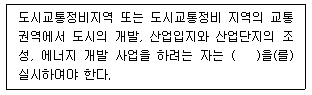 도시교통정비지역 또는 도시교통정비 지역의 교통
권역에서 도시의 개발, 산업입지와 산업단지의 조
성, 에너지 개발 사업을 하려는 자는 (   )을(를)
실시하여야 한다.